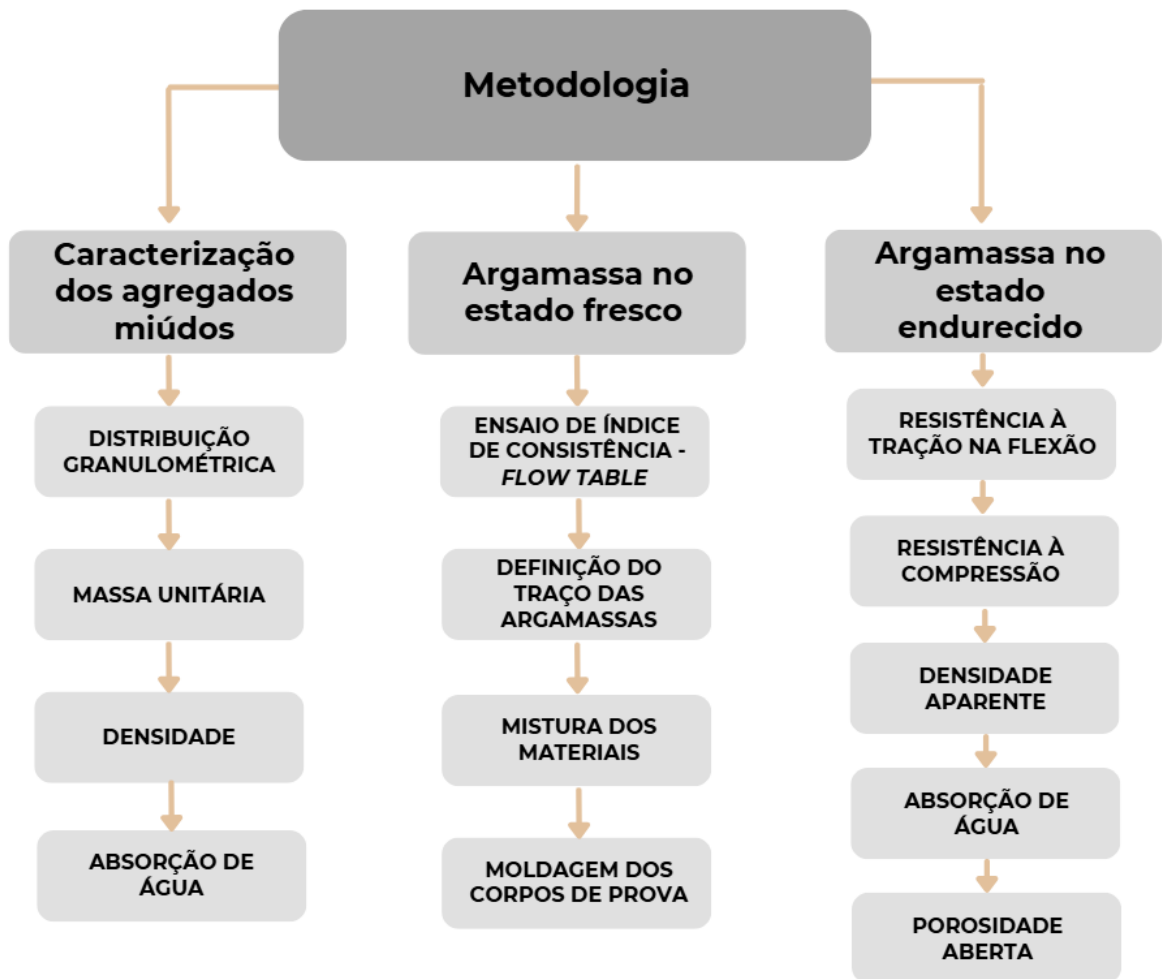 Metodologia
Caracterização
dos agregados
miúdos
DISTRIBUIÇÃO
GRANULOMÉTRICA
MASSA UNITÁRIA
DENSIDADE
ABSORÇÃO DE
ÁGUA
Argamassa no
estado fresco
ENSAIO DE ÍNDICE
DE CONSISTÊNCIA -
FLOW TABLE
DEFINIÇÃO DO
TRAÇO DAS
ARGAMASSAS
MISTURA DOS
MATERIAIS
MOLDAGEM DOS
CORPOS DE PROVA
Argamassa no
estado
endurecido
RESISTÊNCIA À
TRAÇÃO NA FLEXÃO
RESISTÊNCIA À
COMPRESSÃO
DENSIDADE
APARENTE
ABSORÇÃO DE
ÁGUA
POROSIDADE
ABERTA